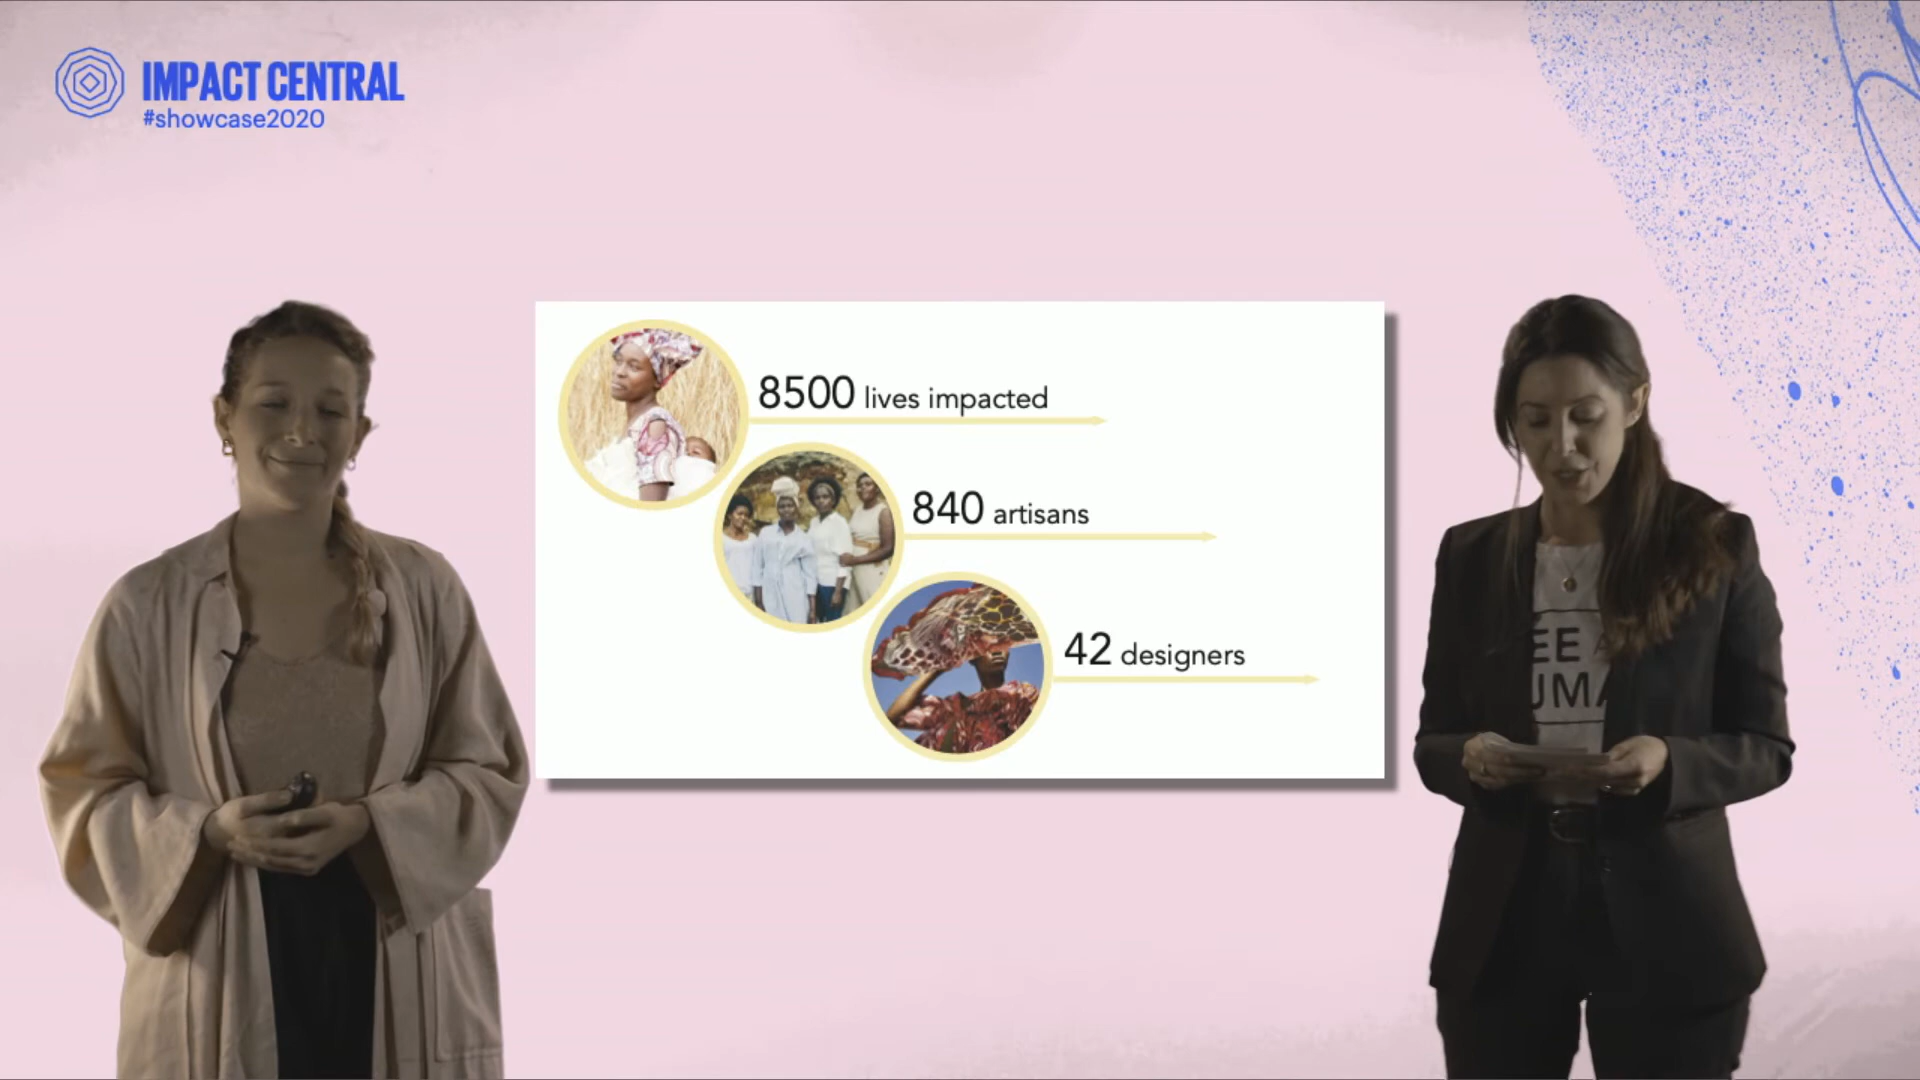 IMPACT CENTRAL
#showcase2020
8500 lives impacted
840 artisans
42 designers